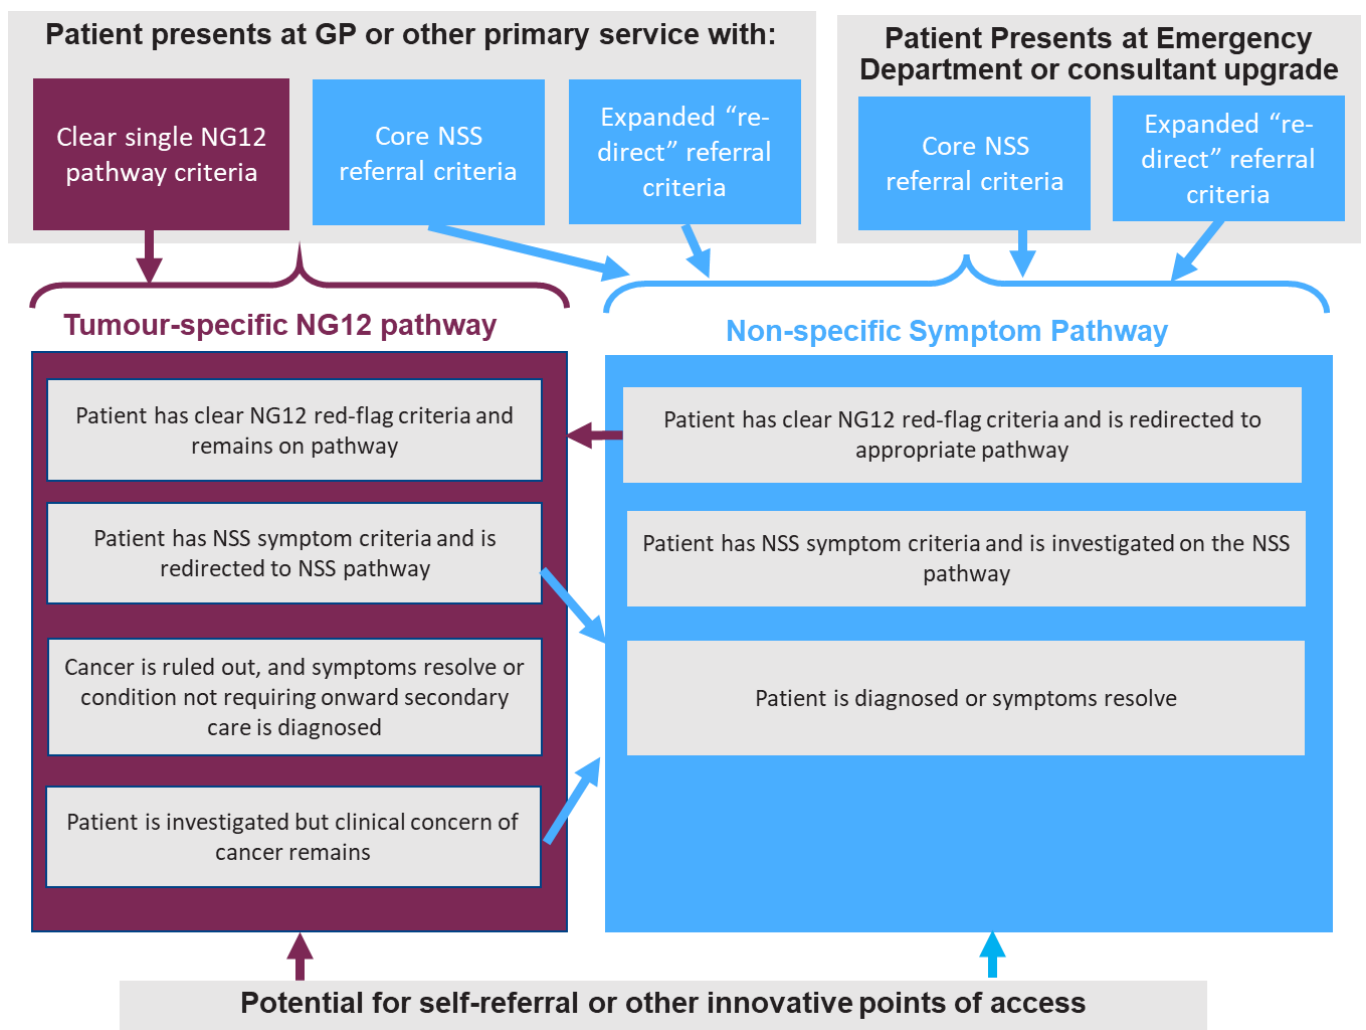 Patient presents at GP or other primary service with:
Clear single NG12
pathway criteria
Core NSS
referral criteria
Expanded “re-
direct” referral
criteria
Patient Presents at Emergency
Department or consultant upgrade
Core NSS
referral criteria
Expanded “re-
direct” referral
criteria
Tumour-specific NG12 pathway
Patient has clear NG12 red-flag criteria and
remains on pathway
Patient has NSS symptom criteria and is
redirected to NSS pathway
Cancer is ruled out, and symptoms resolve or
condition not requiring onward secondary
care is diagnosed
Patient is investigated but clinical concern of
cancer remains
Non-specific Symptom Pathway
Patient has clear NG12 red-flag criteria and is redirected to
appropriate pathway
Patient has NSS symptom criteria and is investigated on the NSS
pathway
Patient is diagnosed or symptoms resolve
Potential for self-referral or other innovative points of access